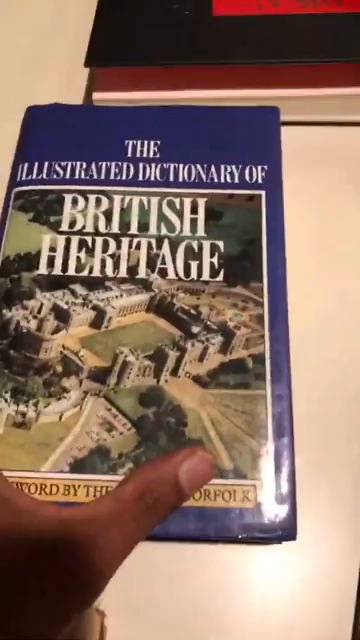 THE
ILLUSTRATED DICTIONARY OF
BRITISH
HERITAGE
WORD BY THE ORFOLK